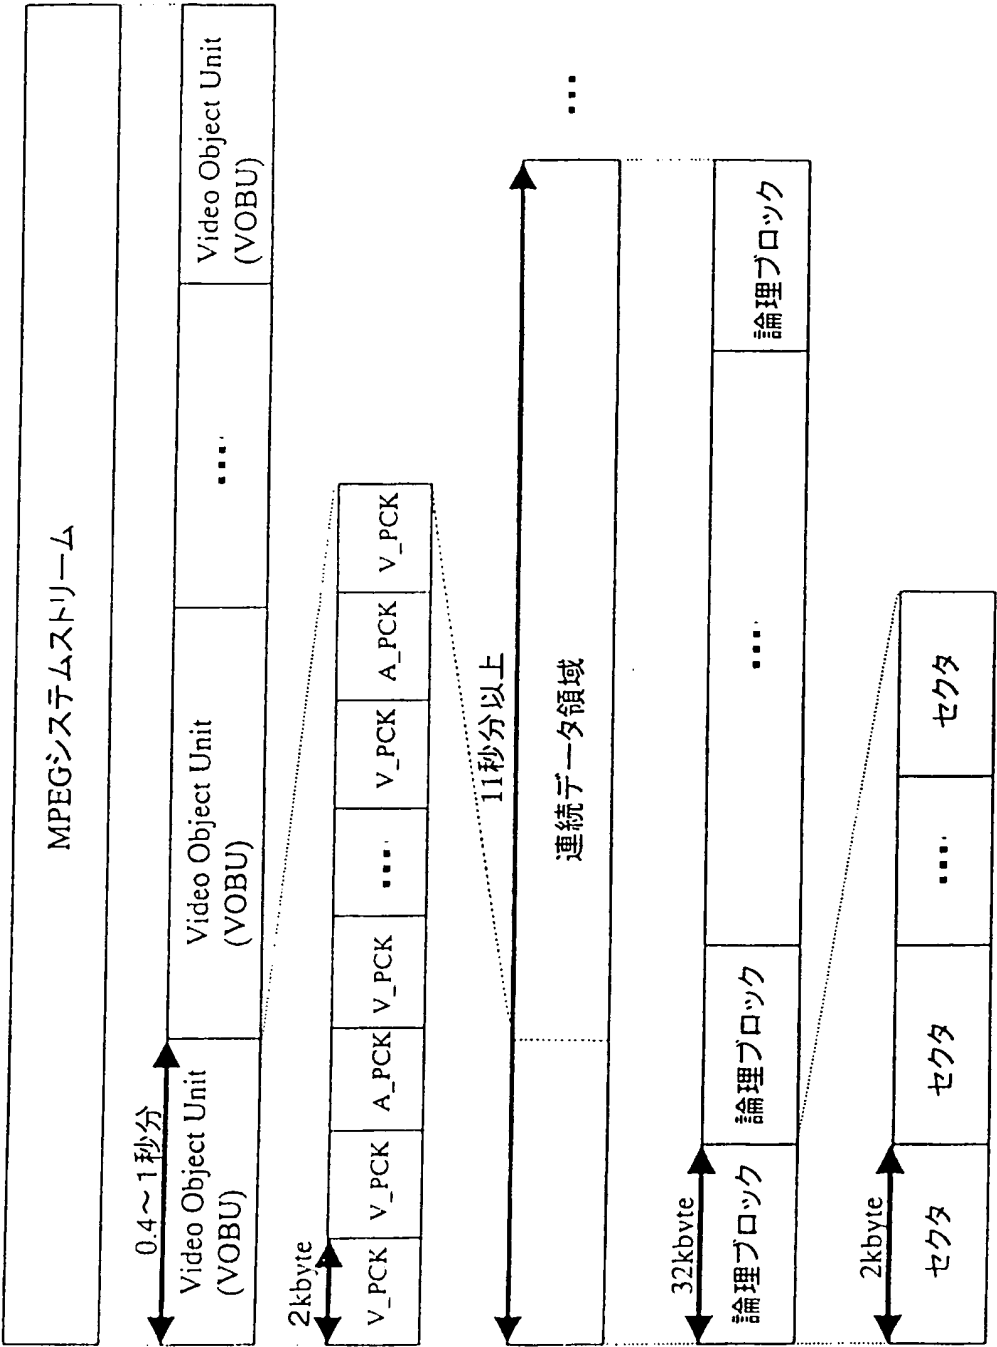 MPEGシステムストリーム
0.4～1秒分
Video Object Unit
(VOBU)
Video Object Unit
(VOBU)
....
Video Object Unit
(VOBU)
2kbyte
V_PCK
V_PCK
A_PCK
V_PCK
....
V_PCK
A_PCK
V_PCK
11秒分以上
連続データ領域
...
32kbyte
論理ブロック
論理ブロック
....
論理ブロック
2kbyte
セクタ
セクタ
....
セクタ